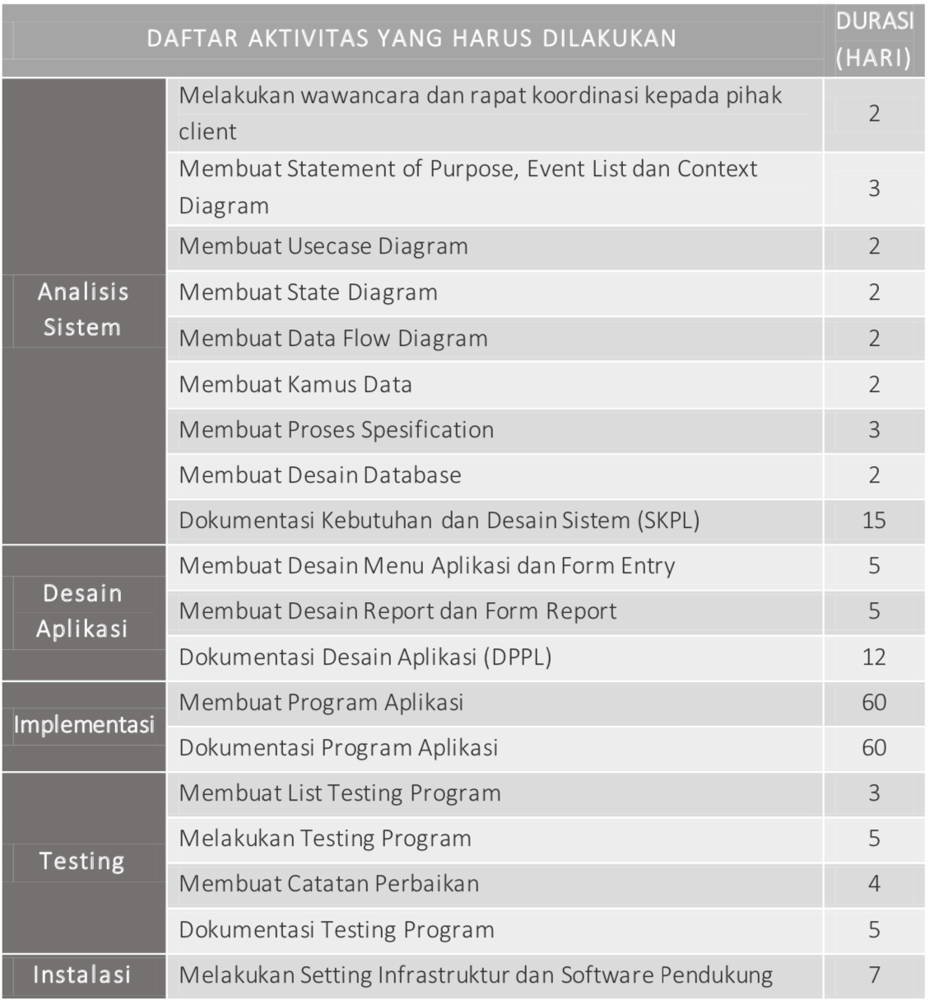 DAFTAR AKTIVITAS YANG HARUS DILAKUKAN
DURASI
(HARI)
Analisis
Sistem
Melakukan wawancara dan rapat koordinasi kepada pihak
client
2
Membuat Statement of Purpose, Event List dan Context
Diagram
3
Membuat Usecase Diagram
2
Membuat State Diagram
2
Membuat Data Flow Diagram
2
Membuat Kamus Data
2
Membuat Proses Spesification
3
Membuat Desain Database
2
Dokumentasi Kebutuhan dan Desain Sistem (SKPL)
15
Desain
Aplikasi
Membuat Desain Menu Aplikasi dan Form Entry
5
Membuat Desain Report dan Form Report
5
Dokumentasi Desain Aplikasi (DPPL)
12
Implementasi
Membuat Program Aplikasi
60
Dokumentasi Program Aplikasi
60
Testing
Membuat List Testing Program
3
Melakukan Testing Program
5
Membuat Catatan Perbaikan
4
Dokumentasi Testing Program
5
Instalasi
Melakukan Setting Infrastruktur dan Software Pendukung
7